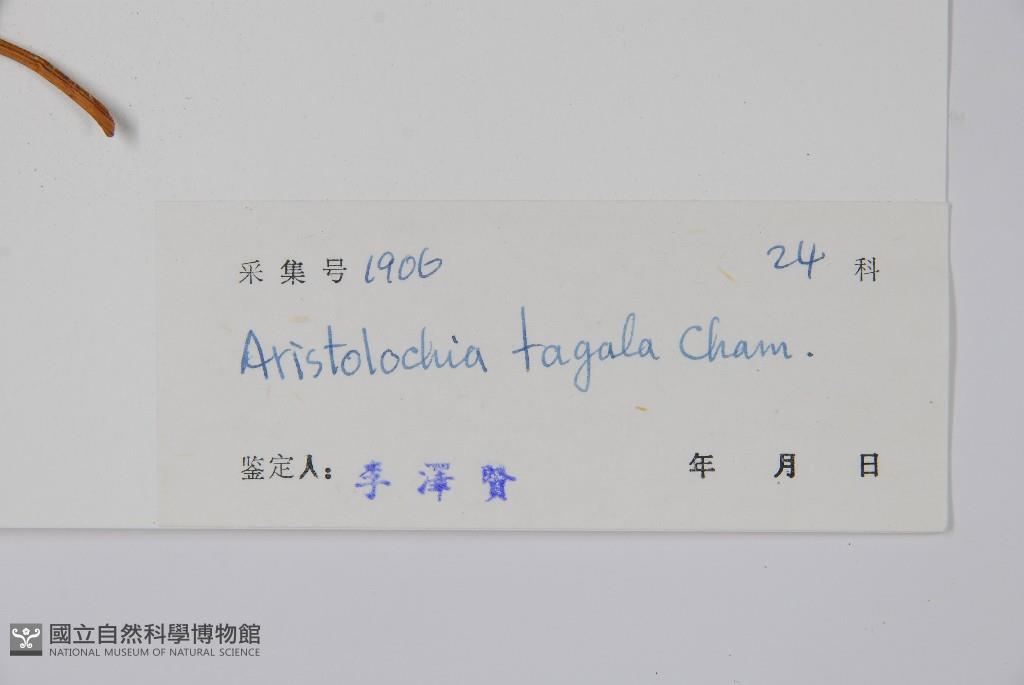 采集号 1906 24 科
Aristolochia tagala Cham.
鉴定人: 李澤賢 年 月 日
國立自然科學博物館
NATIONAL MUSEUM OF NATURAL SCIENCE